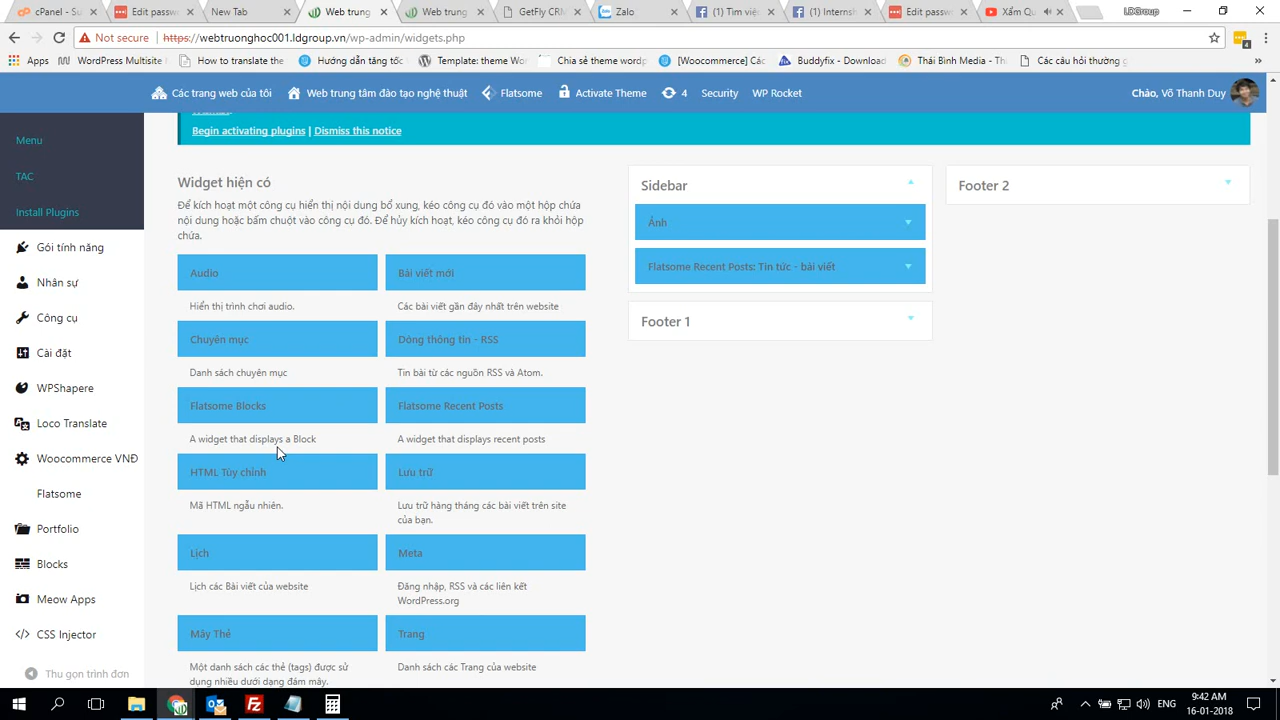 cPanel - Su
Edit passw
New Tab
Web trung
Web trung
GetFly CRM
Zalo
(1) Tìm việc
(1) Interns
Edit passw
Xẩm Qu
LDGroup
Not secure
https://webtruonghoc001.ldgroup.vn/wp-admin/widgets.php
4
Apps
WordPress Multisite
How to translate the
Hướng dẫn tăng tốc
Template: theme Wor
Chia sẻ theme wordp
[Woocommerce] Các
Buddyfix - Download
Thái Bình Media - Th
Các câu hỏi thường g
Các trang web của tôi
Web trung tâm đào tạo nghệ thuật
Flatsome
Activate Theme
4
Security
WP Rocket
Chào, Võ Thanh Duy
Begin activating plugins | Dismiss this notice
Menu
TAC
Install Plugins
Gói tính năng
Nhân sự
Công cụ
Cài đặt
WPShapere
Loco Translate
Woocommerce VNĐ
Flatsome
Portfolio
Blocks
Meow Apps
CSS Injector
Thu gọn trình đơn
Widget hiện có
Để kích hoạt một công cụ hiển thị nội dung bổ xung, kéo công cụ đó vào một hộp chứa
nội dung hoặc bấm chuột vào công cụ đó. Để hủy kích hoạt, kéo công cụ đó ra khỏi hộp
chứa.
Audio
Hiển thị trình chơi audio.
Bài viết mới
Các bài viết gần đây nhất trên website
Chuyên mục
Danh sách chuyên mục
Dòng thông tin - RSS
Tin bài từ các nguồn RSS và Atom.
Flatsome Blocks
A widget that displays a Block
Flatsome Recent Posts
A widget that displays recent posts
HTML Tùy chỉnh
Mã HTML ngẫu nhiên.
Lưu trữ
Lưu trữ hàng tháng các bài viết trên site
của bạn.
Lịch
Lịch các Bài viết của website
Meta
Đăng nhập, RSS và các liên kết
WordPress.org
Mây Thẻ
Một danh sách các thẻ (tags) được sử
dụng nhiều dưới dạng đám mây.
Trang
Danh sách các Trang của website
Sidebar
Ảnh
Flatsome Recent Posts: Tin tức - bài viết
Footer 1
Footer 2
ENG
9:42 AM
16-01-2018